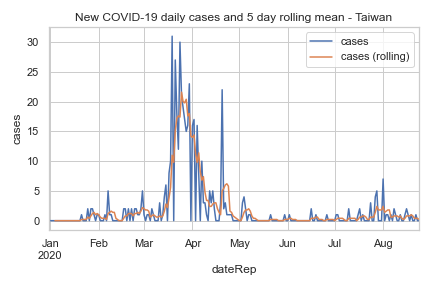 New COVID-19 daily cases and 5 day rolling mean - Taiwan
cases
cases (rolling)
30
25
20
15
10
5
0
cases
Jan Feb Mar Apr May Jun Jul Aug
2020
dateRep